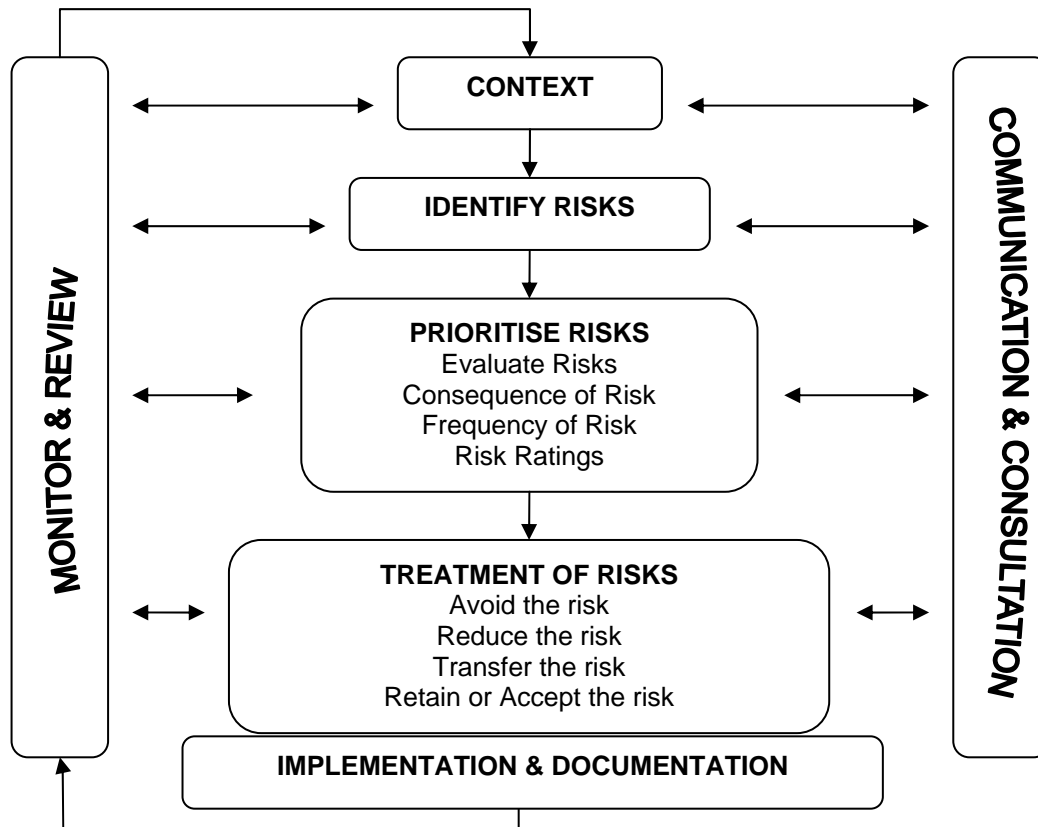 CONTEXT
IDENTIFY RISKS
PRIORITISE RISKS
Evaluate Risks
Consequence of Risk
Frequency of Risk
Risk Ratings
TREATMENT OF RISKS
Avoid the risk
Reduce the risk
Transfer the risk
Retain or Accept the risk
IMPLEMENTATION & DOCUMENTATION
MONITOR & REVIEW
COMMUNICATION & CONSULTATION